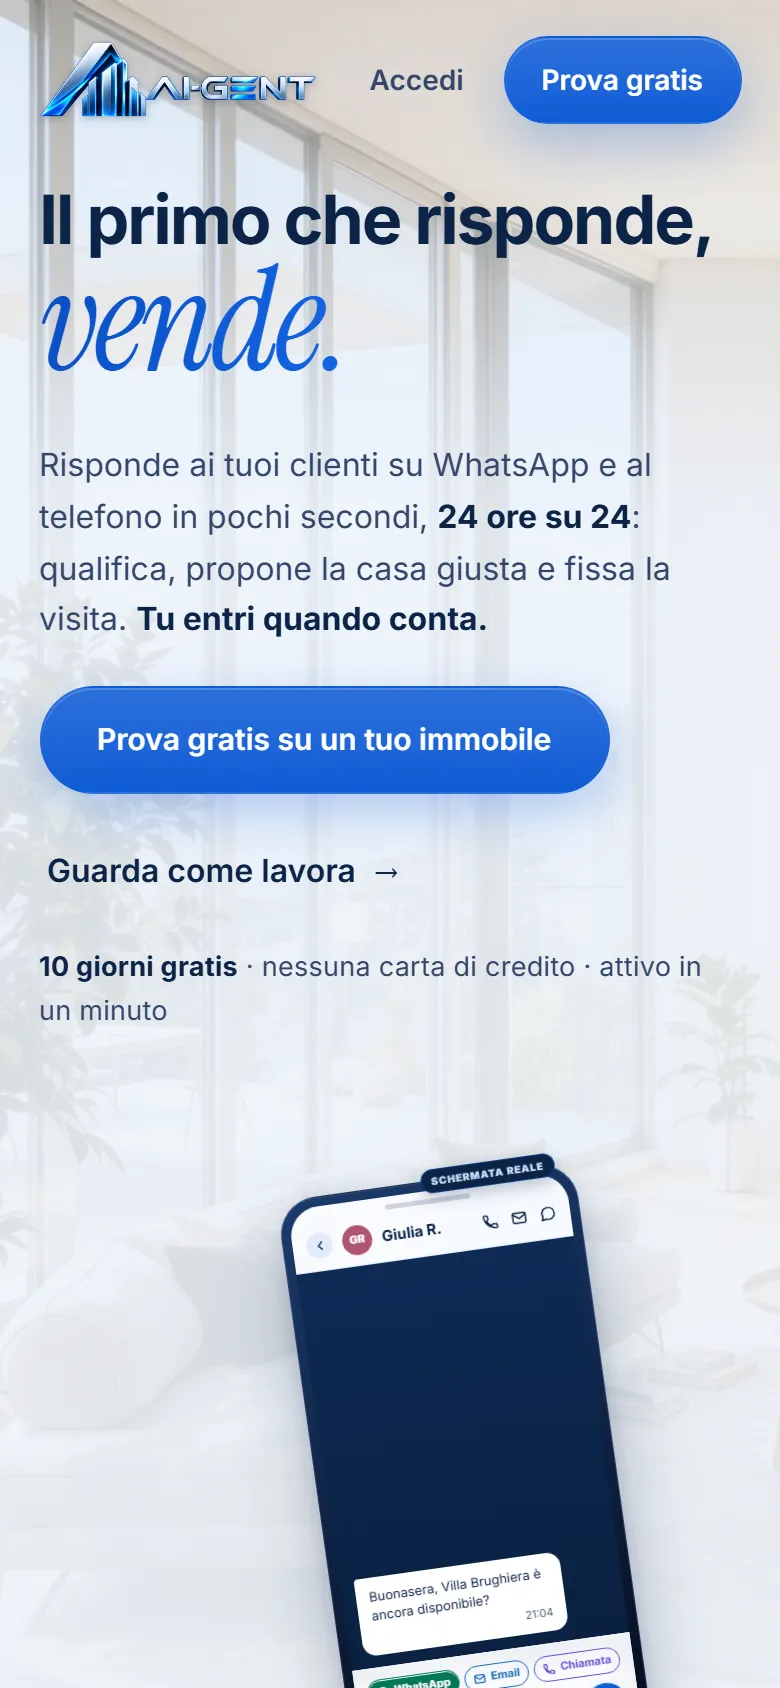 AI-GENT
Accedi
Prova gratis
Il primo che risponde,
vende.
Risponde ai tuoi clienti su WhatsApp e al
telefono in pochi secondi, 24 ore su 24:
qualifica, propone la casa giusta e fissa la
visita. Tu entri quando conta.
Prova gratis su un tuo immobile
Guarda come lavora →
10 giorni gratis · nessuna carta di credito · attivo in
un minuto
SCHERMATA REALE
GR
Giulia R.
Buonasera, Villa Brughiera è
ancora disponibile?
21:04
WhatsApp
Email
Chiamata